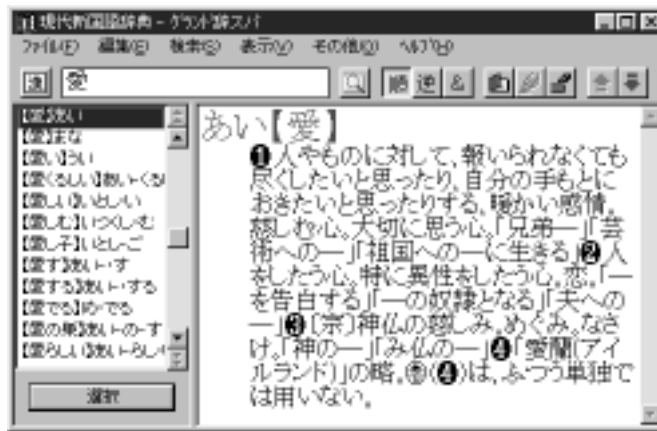 現代新国語辞典 - グランド辞スパ
ファイル(F) 編集(E) 検索(S) 表示(V) その他(O) ヘルプ(H)
漢 愛 順 逆 &
【愛】あい
【愛】まな
【愛い】うい
【愛くるしい】あい・くる
【愛しい】いとし・い
【愛しむ】いつくし・む
【愛し子】いとし・ご
【愛す】あい・す
【愛する】あい・する
【愛でる】め・でる
【愛の巣】あい・の・す
【愛らしい】あい・らし・い
選択
あい【愛】
❶人やものに対して、報いられなくても
尽くしたいと思ったり、自分の手もとに
おきたいと思ったりする、暖かい感情。
慈しむ心。大切に思う心。「兄弟―」「芸
術への―」「祖国への―に生きる」❷人
をしたう心。特に異性をしたう心。恋。「―
を告白する」「―の奴隷となる」「夫への
―」❸〔宗〕神仏の慈しみ。めぐみ。なさ
け。「神の―」「み仏の―」❹「愛蘭(アイ
ルランド)」の略。(❹)は、ふつう単独で
は用いない。